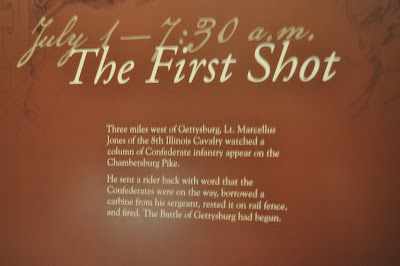 July 1—7:30 a.m.
The First Shot
Three miles west of Gettysburg, Lt. Marcellus
Jones of the 8th Illinois Cavalry watched a
column of Confederate infantry appear on the
Chambersburg Pike.
He sent a rider back with word that the
Confederates were on the way, borrowed a
carbine from his sergeant, rested it on rail fence,
and fired. The Battle of Gettysburg had begun.